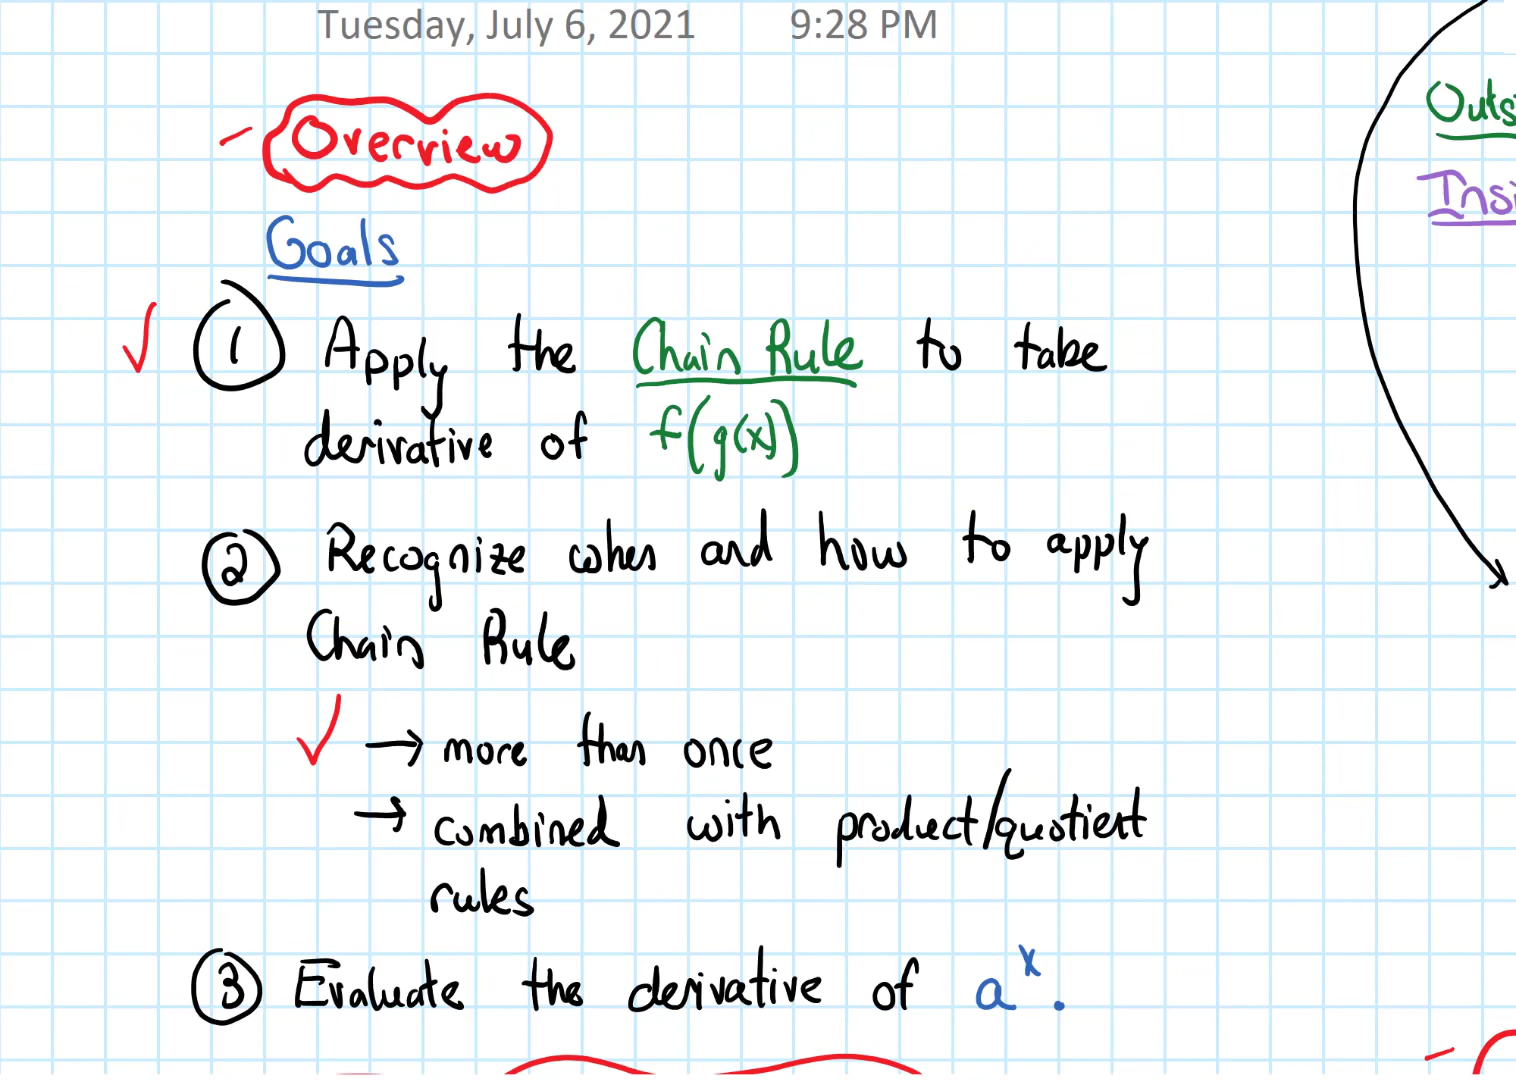 Tuesday, July 6, 2021 9:28 PM
Overview
Goals
① Apply the Chain Rule to take
derivative of f(g(x))
② Recognize when and how to apply
Chain Rule
✓ → more than once
→ combined with product/quotient
rules
③ Evaluate the derivative of aˣ.